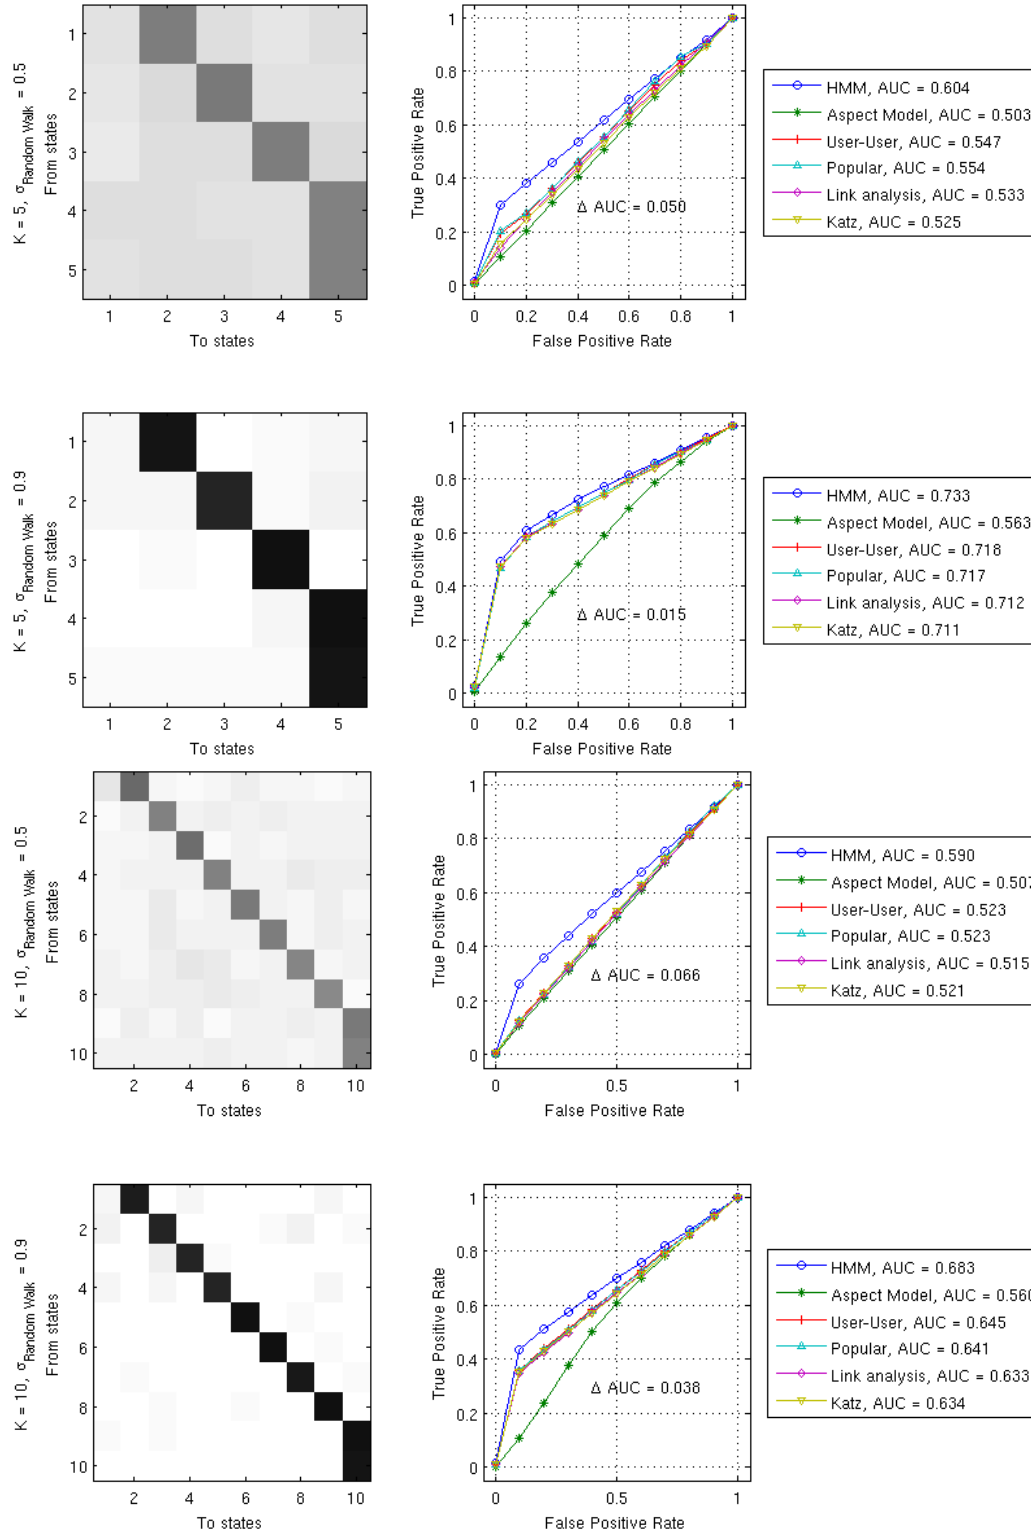 K = 5, σRandom Walk = 0.5
From states
1
2
3
4
5
1 2 3 4 5
To states
True Positive Rate
1
0.8
0.6
0.4
0.2
0
Δ AUC = 0.050
0 0.2 0.4 0.6 0.8 1
False Positive Rate
HMM, AUC = 0.604
Aspect Model, AUC = 0.503
User-User, AUC = 0.547
Popular, AUC = 0.554
Link analysis, AUC = 0.533
Katz, AUC = 0.525
K = 5, σRandom Walk = 0.9
From states
1
2
3
4
5
1 2 3 4 5
To states
True Positive Rate
1
0.8
0.6
0.4
0.2
0
Δ AUC = 0.015
0 0.2 0.4 0.6 0.8 1
False Positive Rate
HMM, AUC = 0.733
Aspect Model, AUC = 0.563
User-User, AUC = 0.718
Popular, AUC = 0.717
Link analysis, AUC = 0.712
Katz, AUC = 0.711
K = 10, σRandom Walk = 0.5
From states
2
4
6
8
10
2 4 6 8 10
To states
True Positive Rate
1
0.8
0.6
0.4
0.2
0
Δ AUC = 0.066
0 0.5 1
False Positive Rate
HMM, AUC = 0.590
Aspect Model, AUC = 0.507
User-User, AUC = 0.523
Popular, AUC = 0.523
Link analysis, AUC = 0.515
Katz, AUC = 0.521
K = 10, σRandom Walk = 0.9
From states
2
4
6
8
10
2 4 6 8 10
To states
True Positive Rate
1
0.8
0.6
0.4
0.2
0
Δ AUC = 0.038
0 0.5 1
False Positive Rate
HMM, AUC = 0.683
Aspect Model, AUC = 0.560
User-User, AUC = 0.645
Popular, AUC = 0.641
Link analysis, AUC = 0.633
Katz, AUC = 0.634